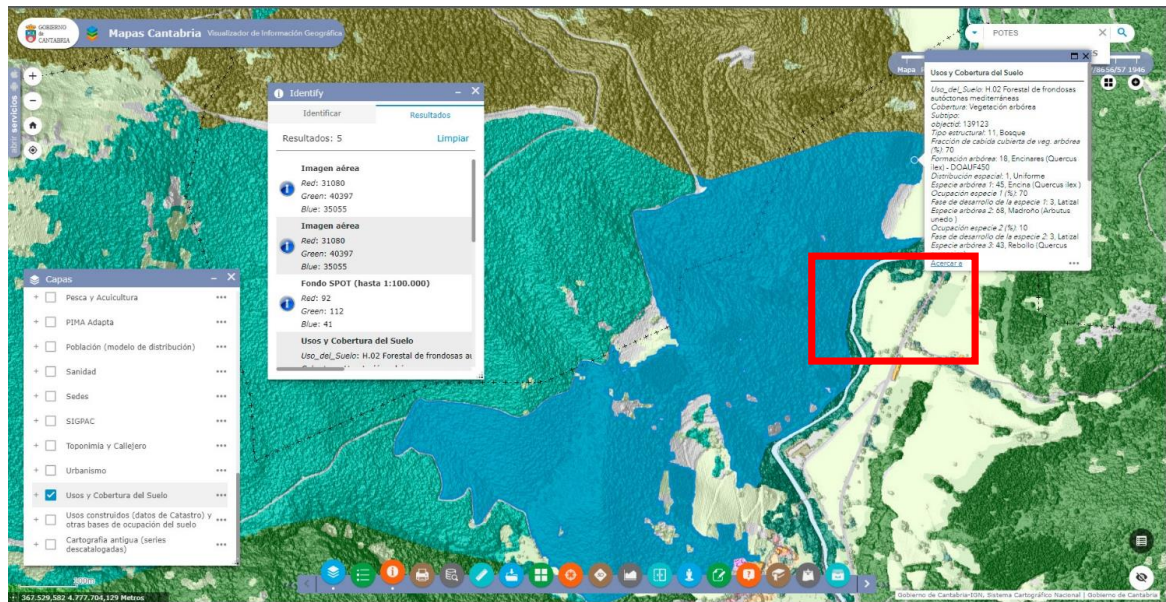 GOBIERNO
de
CANTABRIA
Mapas Cantabria Visualizador de Información Geográfica
POTES
Mapa
1946
abrir servicios
Identify
Identificar
Resultados
Resultados: 5
Limpiar
Imagen aérea
Red: 31080
Green: 40397
Blue: 35055
Imagen aérea
Red: 31080
Green: 40397
Blue: 35055
Fondo SPOT (hasta 1:100.000)
Red: 92
Green: 112
Blue: 41
Usos y Cobertura del Suelo
Uso_del_Suelo: H.02 Forestal de frondosas au
Usos y Cobertura del Suelo
Uso_del_Suelo: H.02 Forestal de frondosas
autóctonas mediterráneas
Cobertura: Vegetación arbórea
Subtipo:
objectid: 139123
Tipo estructural: 11, Bosque
Fracción de cabida cubierta de veg. arbórea
(%): 70
Formación arbórea: 18, Encinares (Quercus
ilex) - DOAUF450
Distribución espacial: 1, Uniforme
Especie arbórea 1: 45, Encina (Quercus ilex )
Ocupación especie 1 (%): 70
Fase de desarrollo de la especie 1: 3, Latizal
Especie arbórea 2: 68, Madroño (Arbutus
unedo )
Ocupación especie 2 (%): 10
Fase de desarrollo de la especie 2: 3, Latizal
Especie arbórea 3: 43, Rebollo (Quercus
Acercar a
Capas
Pesca y Acuicultura
PIMA Adapta
Población (modelo de distribución)
Sanidad
Sedes
SIGPAC
Toponimia y Callejero
Urbanismo
Usos y Cobertura del Suelo
Usos construidos (datos de Catastro) y
otras bases de ocupación del suelo
Cartografia antigua (series
descatalogadas)
300m
367.529,582 4.777.704,129 Metros
Gobierno de Cantabria-IGN, Sistema Cartográfico Nacional | Gobierno de Cantabria